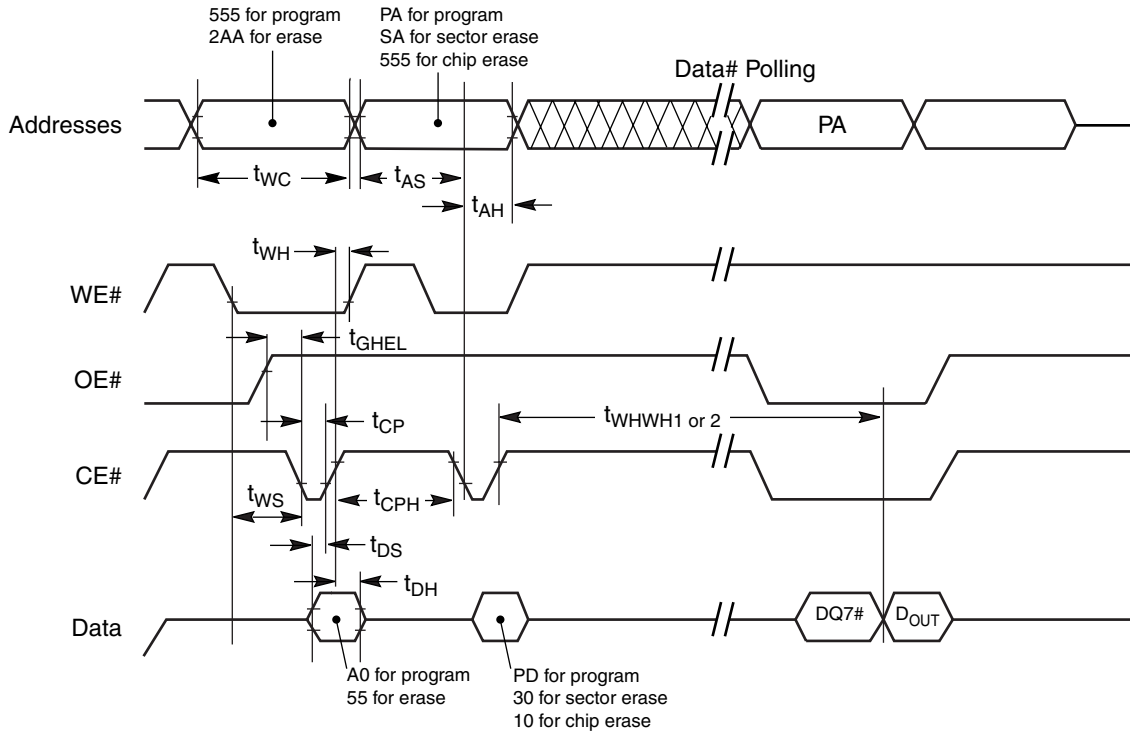 555 for program
2AA for erase
PA for program
SA for sector erase
555 for chip erase
Data# Polling
Addresses
PA
tWC
tAS
tAH
tWH
WE#
tGHEL
OE#
tCP
tWHWH1 or 2
CE#
tWS
tCPH
tDS
tDH
Data
DQ7#
DOUT
A0 for program
55 for erase
PD for program
30 for sector erase
10 for chip erase